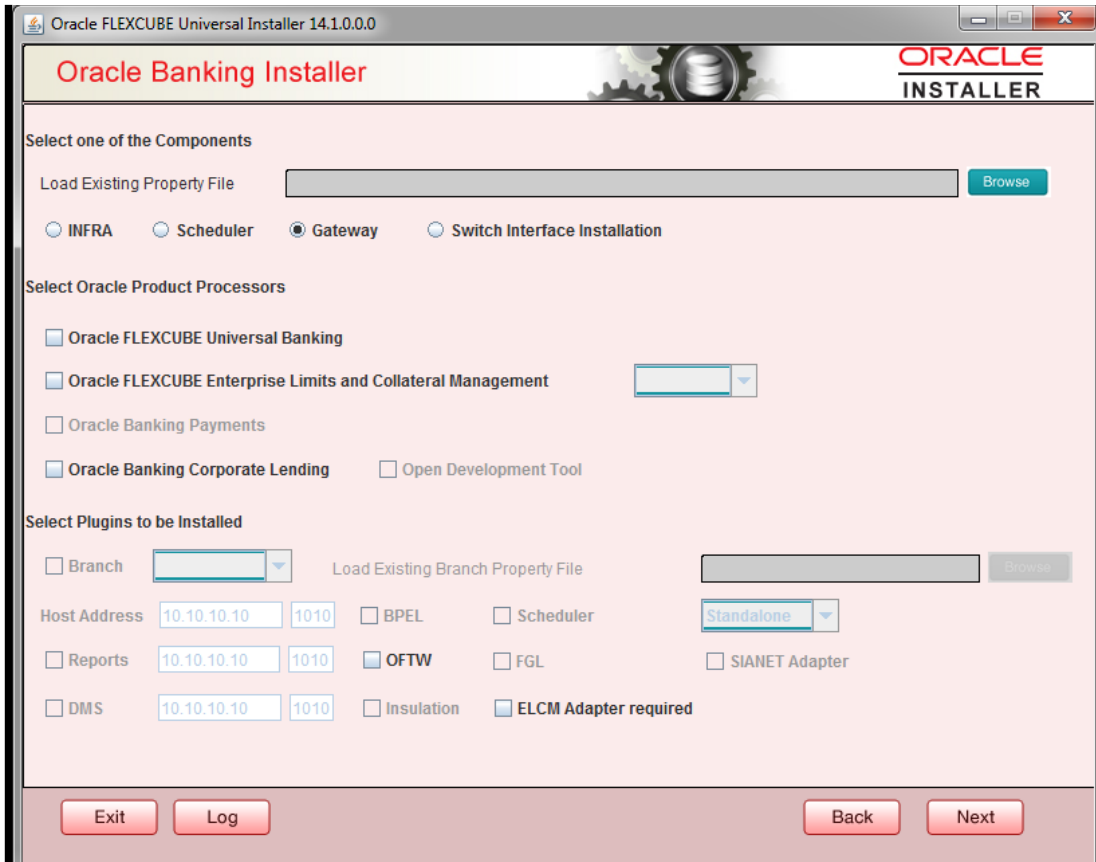 Oracle FLEXCUBE Universal Installer 14.1.0.0.0
Oracle Banking Installer
ORACLE
INSTALLER
Select one of the Components
Load Existing Property File Browse
INFRA Scheduler Gateway Switch Interface Installation
Select Oracle Product Processors
Oracle FLEXCUBE Universal Banking
Oracle FLEXCUBE Enterprise Limits and Collateral Management
Oracle Banking Payments
Oracle Banking Corporate Lending Open Development Tool
Select Plugins to be Installed
Branch Load Existing Branch Property File Browse
Host Address 10.10.10.10 1010 BPEL Scheduler Standalone
Reports 10.10.10.10 1010 OFTW FGL SIANET Adapter
DMS 10.10.10.10 1010 Insulation ELCM Adapter required
Exit Log Back Next